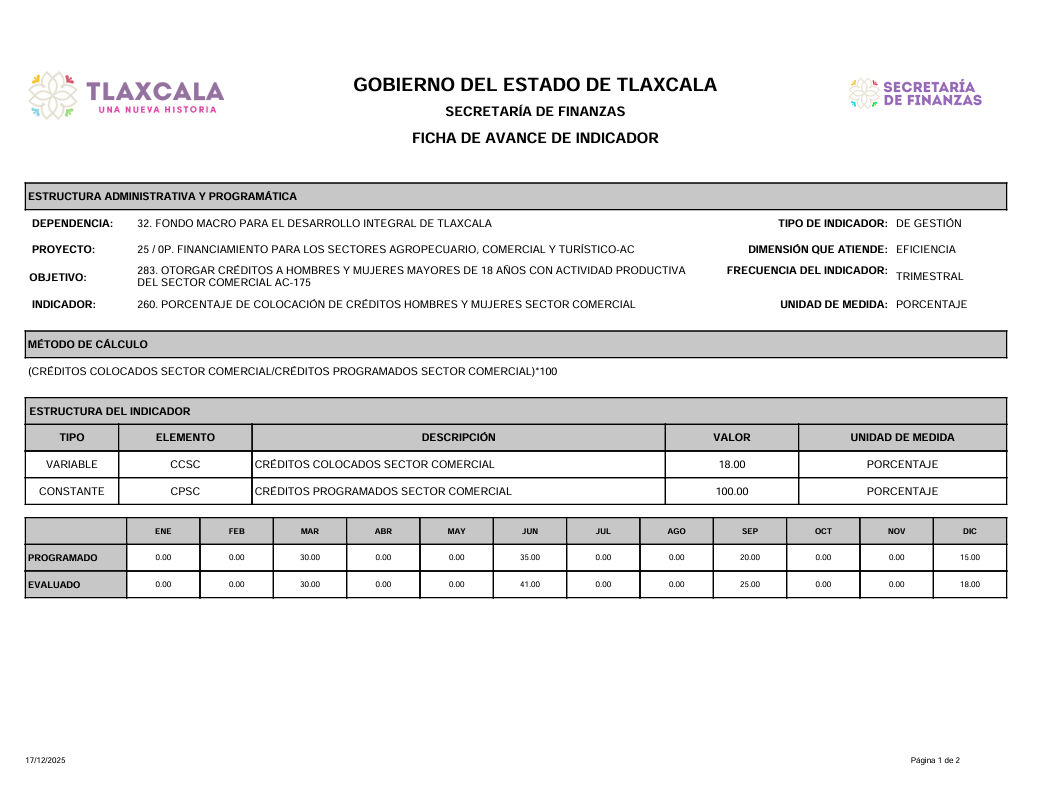 TLAXCALA
UNA NUEVA HISTORIA
GOBIERNO DEL ESTADO DE TLAXCALA
SECRETARÍA DE FINANZAS
FICHA DE AVANCE DE INDICADOR
SECRETARÍA
DE FINANZAS
ESTRUCTURA ADMINISTRATIVA Y PROGRAMÁTICA
DEPENDENCIA: 32. FONDO MACRO PARA EL DESARROLLO INTEGRAL DE TLAXCALA TIPO DE INDICADOR: DE GESTIÓN
PROYECTO: 25 / 0P. FINANCIAMIENTO PARA LOS SECTORES AGROPECUARIO, COMERCIAL Y TURÍSTICO-AC DIMENSIÓN QUE ATIENDE: EFICIENCIA
OBJETIVO: 283. OTORGAR CRÉDITOS A HOMBRES Y MUJERES MAYORES DE 18 AÑOS CON ACTIVIDAD PRODUCTIVA
DEL SECTOR COMERCIAL AC-175
FRECUENCIA DEL INDICADOR: TRIMESTRAL
INDICADOR: 260. PORCENTAJE DE COLOCACIÓN DE CRÉDITOS HOMBRES Y MUJERES SECTOR COMERCIAL UNIDAD DE MEDIDA: PORCENTAJE
MÉTODO DE CÁLCULO
(CRÉDITOS COLOCADOS SECTOR COMERCIAL/CRÉDITOS PROGRAMADOS SECTOR COMERCIAL)*100
ESTRUCTURA DEL INDICADOR
TIPO ELEMENTO DESCRIPCIÓN VALOR UNIDAD DE MEDIDA
VARIABLE CCSC CRÉDITOS COLOCADOS SECTOR COMERCIAL 18.00 PORCENTAJE
CONSTANTE CPSC CRÉDITOS PROGRAMADOS SECTOR COMERCIAL 100.00 PORCENTAJE
ENE FEB MAR ABR MAY JUN JUL AGO SEP OCT NOV DIC
PROGRAMADO 0.00 0.00 30.00 0.00 0.00 35.00 0.00 0.00 20.00 0.00 0.00 15.00
EVALUADO 0.00 0.00 30.00 0.00 0.00 41.00 0.00 0.00 25.00 0.00 0.00 18.00
17/12/2025 Página 1 de 2